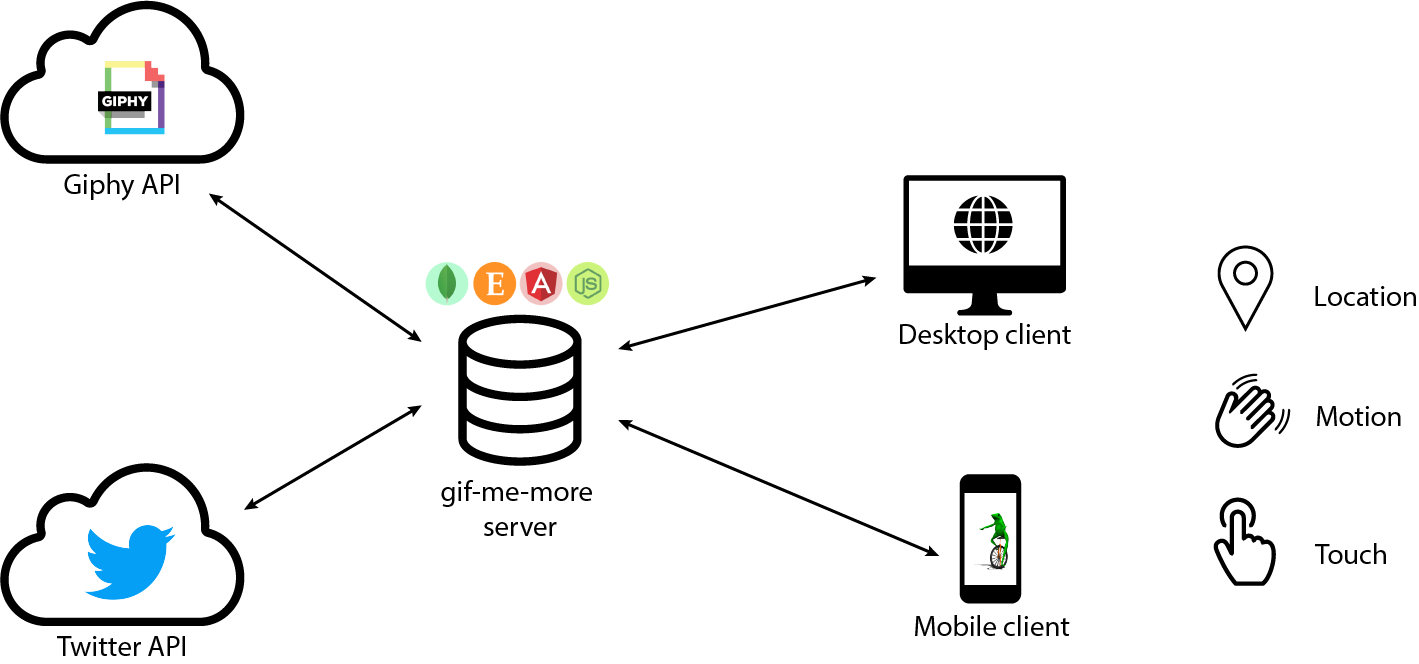 GIPHY
Giphy API
E
A
JS
gif-me-more
server
Desktop client
Location
Motion
Touch
Mobile client
Twitter API